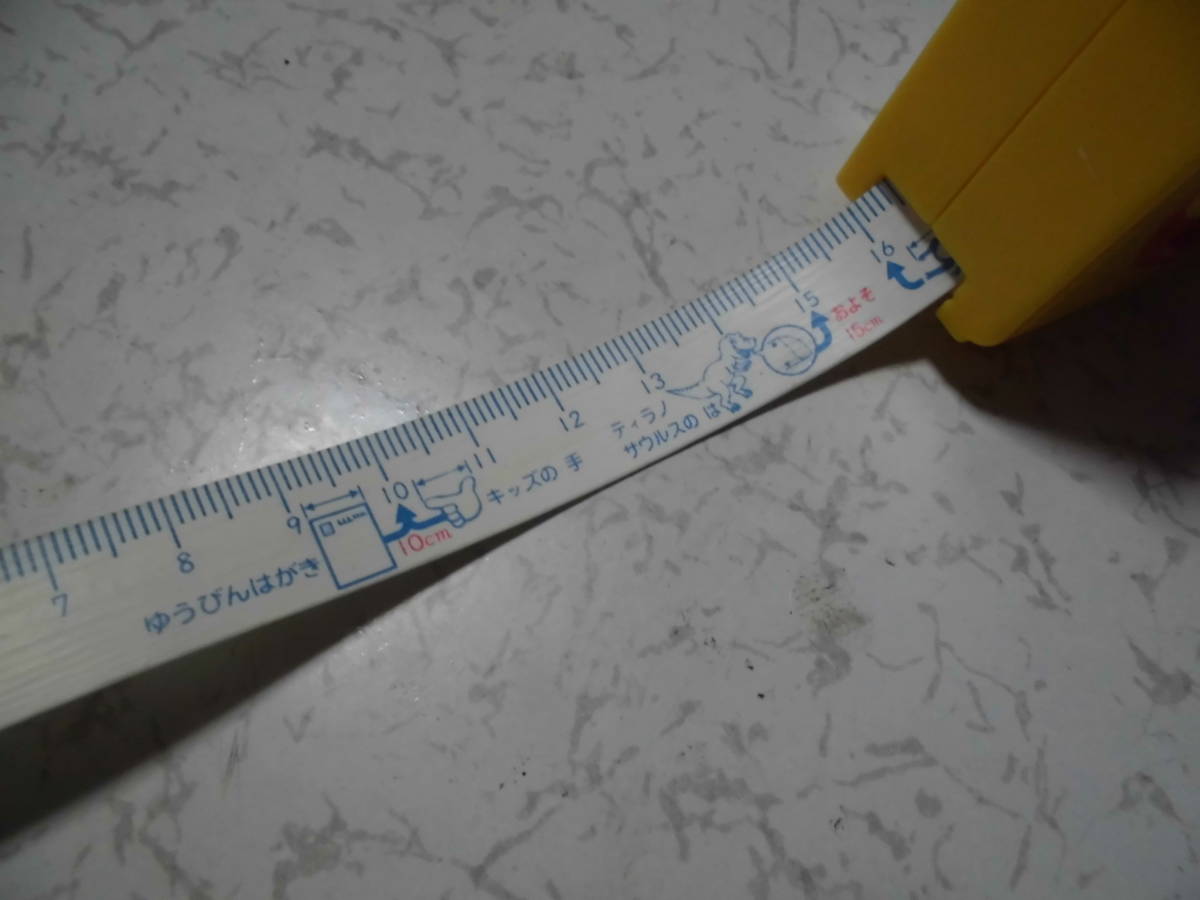 7
8
9
10
11
12
13
15
16
ゆうびんはがき
10cm
キッズの 手
ティラノ
サウルスの は
およそ
15cm